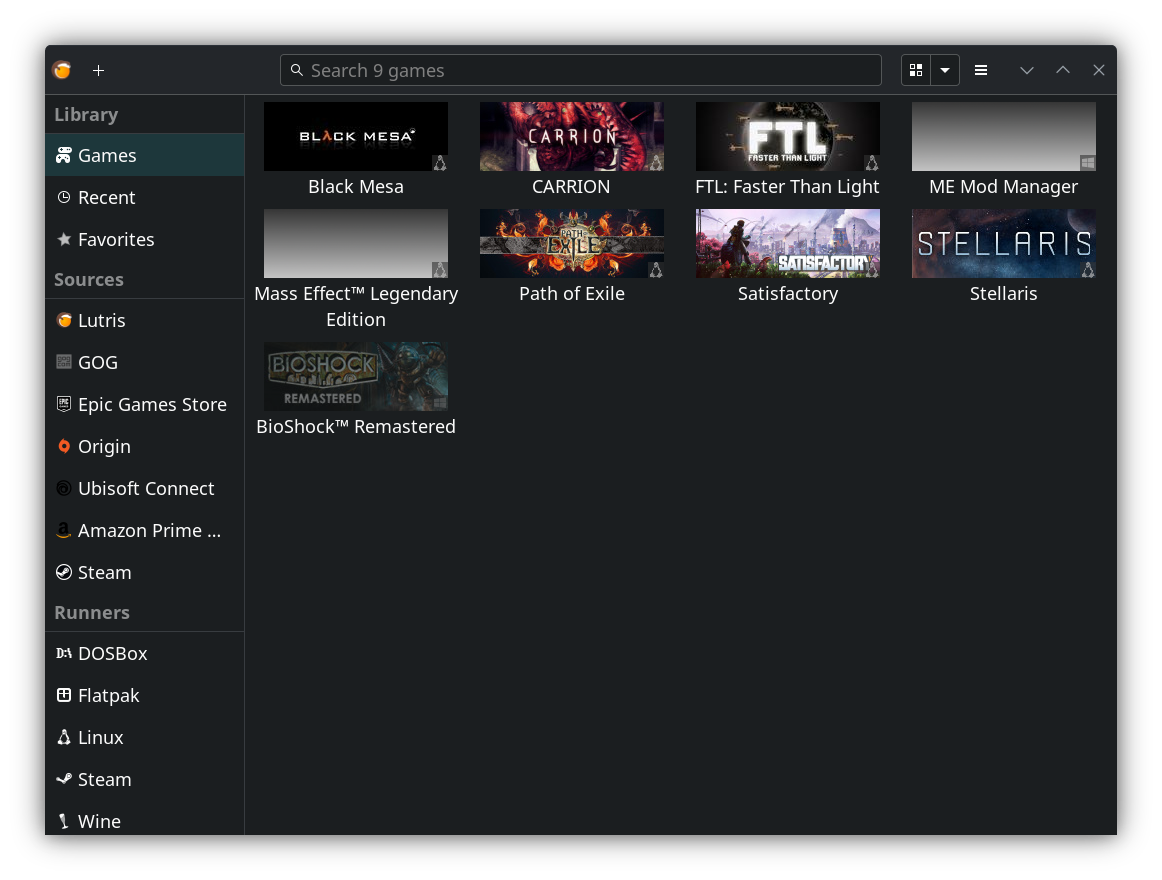 Search 9 games
Library
Games
Recent
Favorites
Sources
Lutris
GOG
Epic Games Store
Origin
Ubisoft Connect
Amazon Prime ...
Steam
Runners
DOSBox
Flatpak
Linux
Steam
Wine
BLACK MESA
Black Mesa
CARRION
CARRION
FTL
FASTER THAN LIGHT
FTL: Faster Than Light
ME Mod Manager
Mass Effect™ Legendary
Edition
PATH OF
EXILE
Path of Exile
SATISFACTORY
Satisfactory
STELLARIS
Stellaris
BIOSHOCK
REMASTERED
BioShock™ Remastered